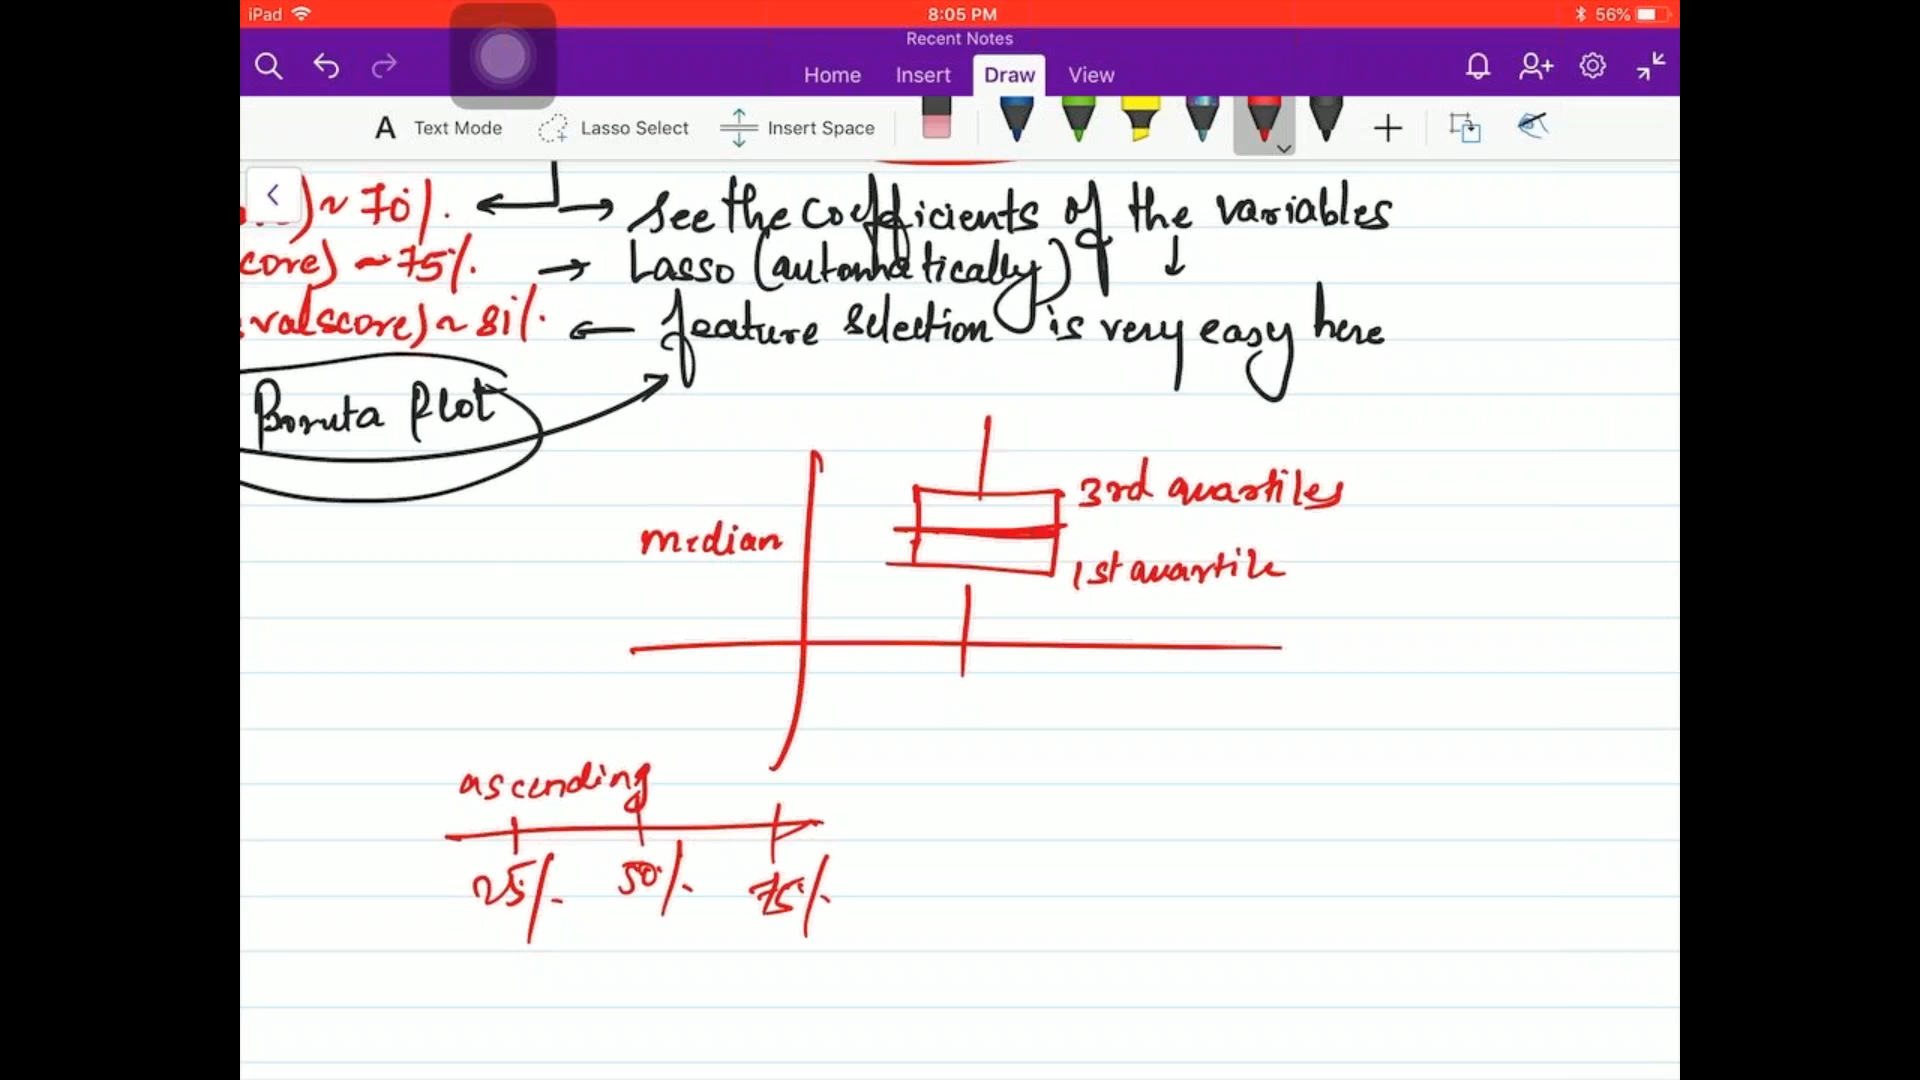 iPad 8:05 PM 56%
Recent Notes
Home Insert Draw View
A Text Mode Lasso Select Insert Space
) ~ 70%. ← → See the coefficients of the variables
core) ~ 75%. → Lasso (automatically) ↓
valscore) ~ 81%. ← feature selection is very easy here
Boruta Plot
3rd quartiles
median
1st quartile
ascending
25%. 50%. 75%.